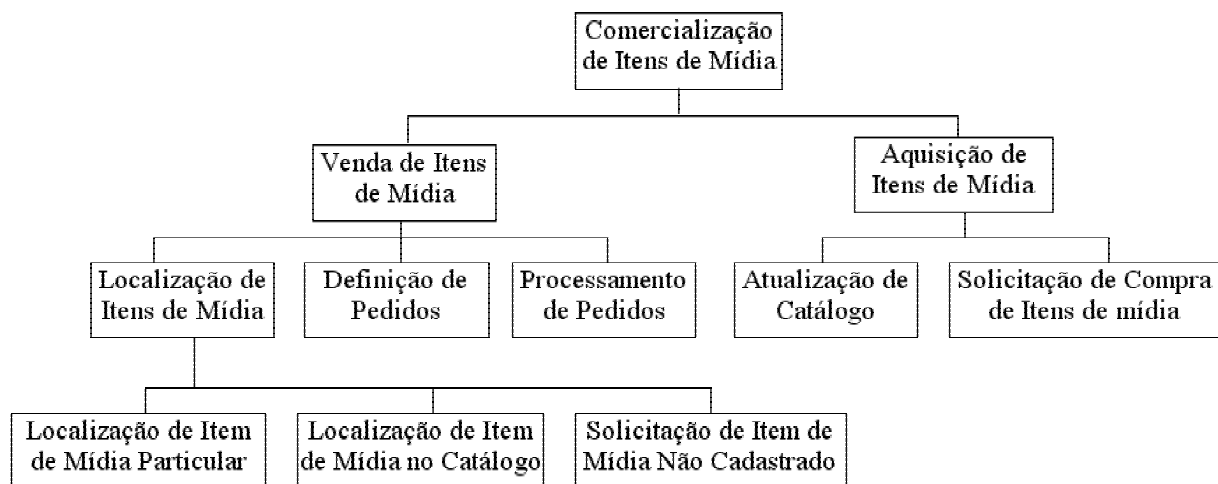 Comercialização
de Itens de Mídia
Venda de Itens
de Mídia
Aquisição de
Itens de Mídia
Localização de
Itens de Mídia
Definição de
Pedidos
Processamento
de Pedidos
Atualização de
Catálogo
Solicitação de Compra
de Itens de mídia
Localização de Item
de Mídia Particular
Localização de Item
de Mídia no Catálogo
Solicitação de Item de
Mídia Não Cadastrado